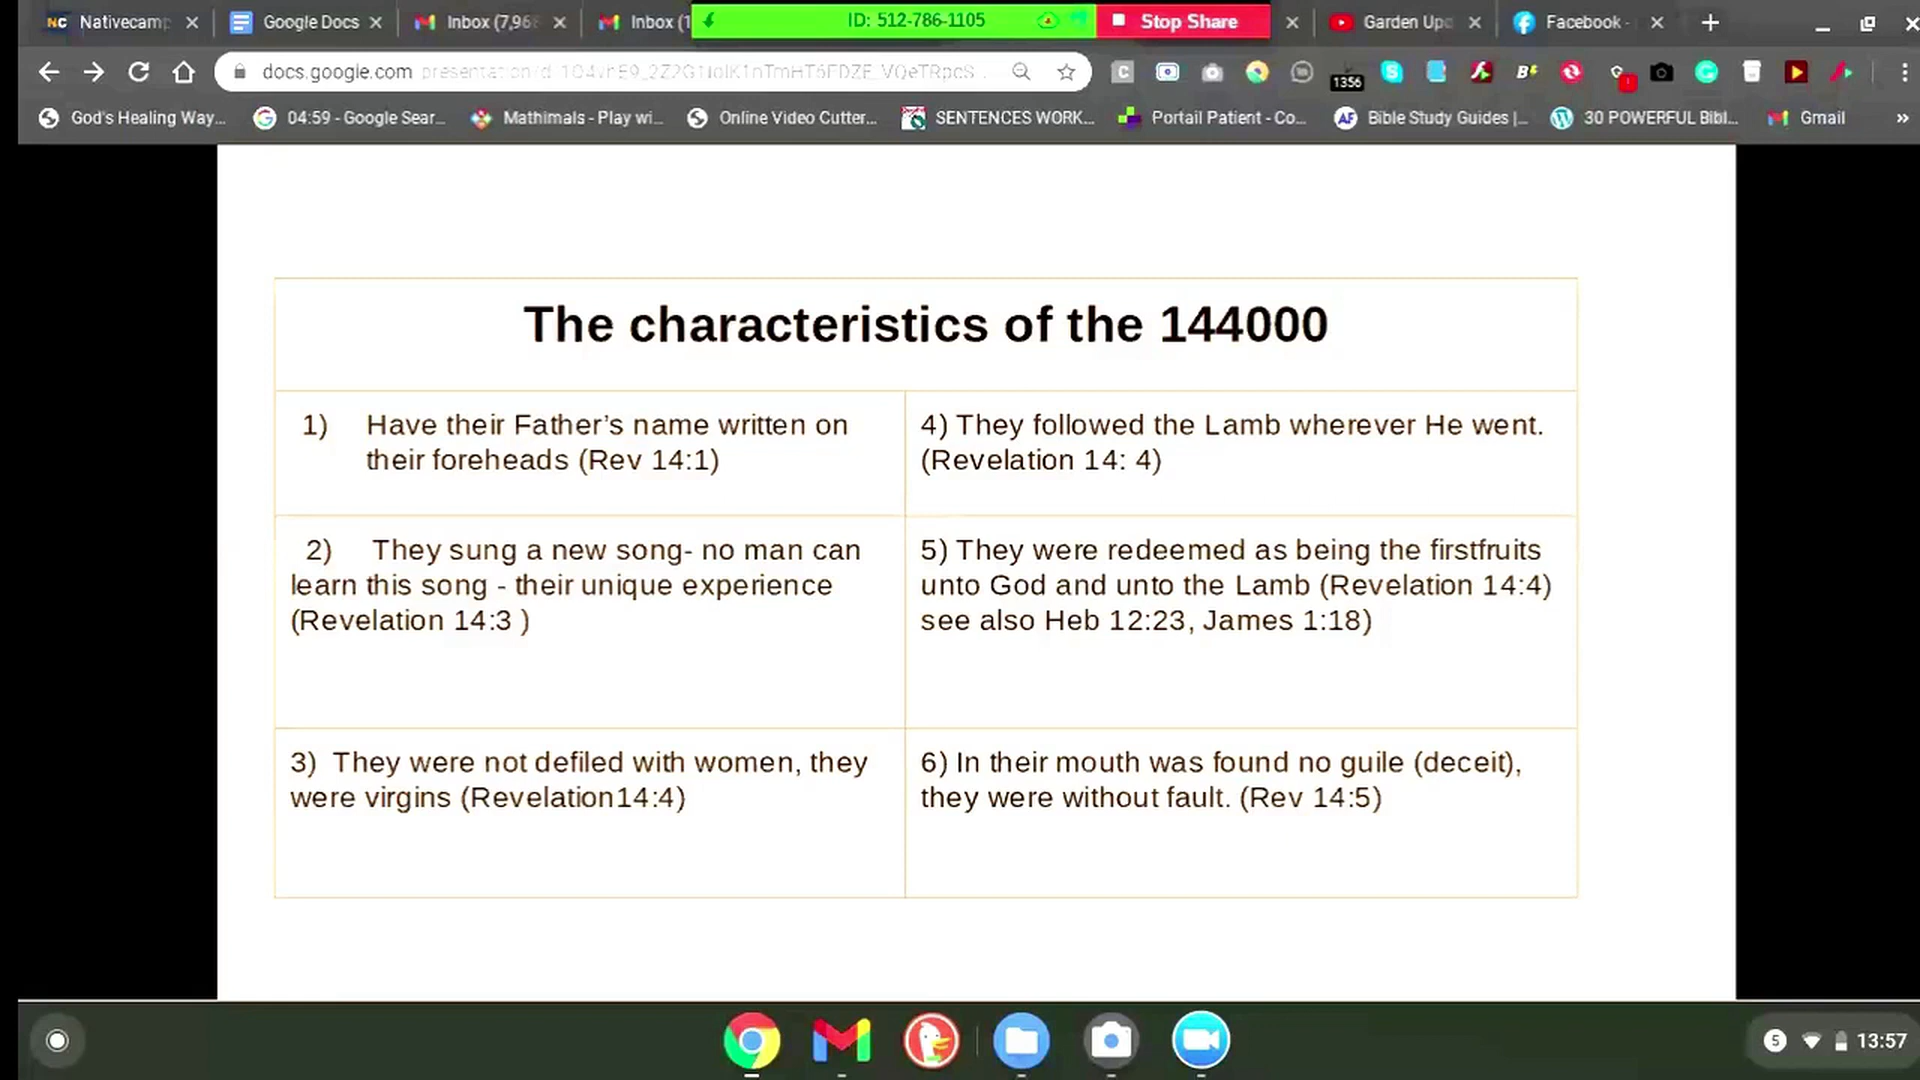 NC Nativecamp
Google Docs
Inbox (7,96
Inbox (1
ID: 512-786-1105
Stop Share
Garden Upd
Facebook -
docs.google.com
1356
God's Healing Way...
04:59 - Google Sear...
Mathimals - Play wi...
Online Video Cutter...
SENTENCES WORK...
Portail Patient - Co...
AF Bible Study Guides |...
30 POWERFUL Bibl...
Gmail
»
The characteristics of the 144000
1) Have their Father’s name written on
their foreheads (Rev 14:1)
4) They followed the Lamb wherever He went.
(Revelation 14: 4)
2) They sung a new song- no man can
learn this song - their unique experience
(Revelation 14:3 )
5) They were redeemed as being the firstfruits
unto God and unto the Lamb (Revelation 14:4)
see also Heb 12:23, James 1:18)
3) They were not defiled with women, they
were virgins (Revelation14:4)
6) In their mouth was found no guile (deceit),
they were without fault. (Rev 14:5)
5
13:57